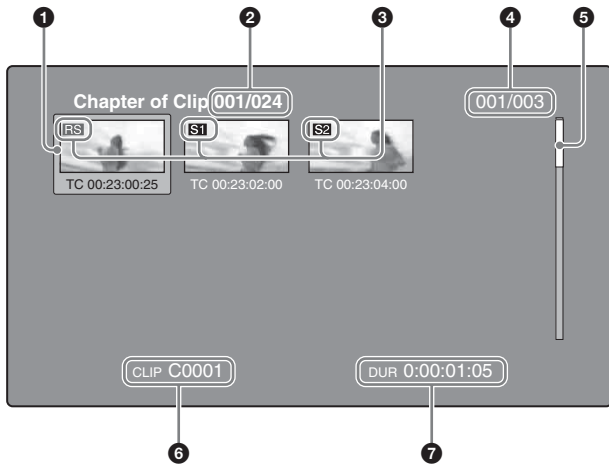 1 2 3 4 5
Chapter of Clip 001/024 001/003
RS S1 S2
TC 00:23:00:25 TC 00:23:02:00 TC 00:23:04:00
CLIP C0001 DUR 0:00:01:05
6 7